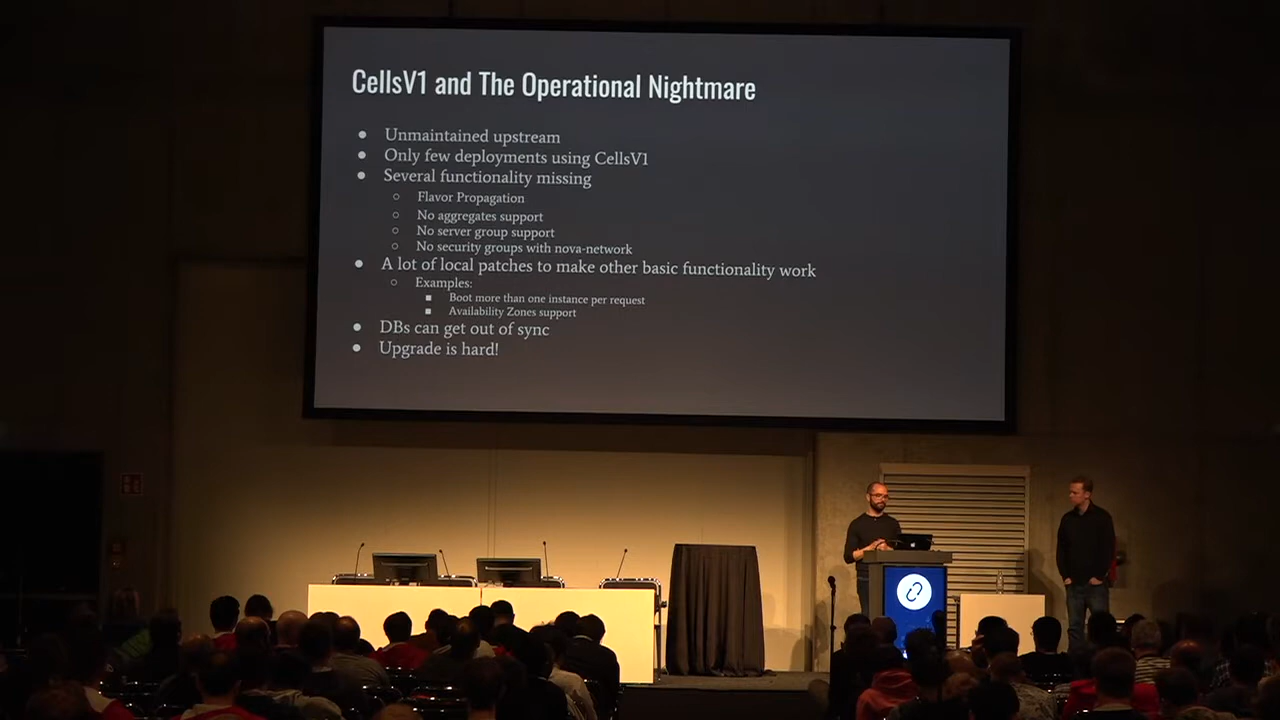 CellsV1 and The Operational Nightmare
● Unmaintained upstream
● Only few deployments using CellsV1
● Several functionality missing
○ Flavor Propagation
○ No aggregates support
○ No server group support
○ No security groups with nova-network
● A lot of local patches to make other basic functionality work
○ Examples:
■ Boot more than one instance per request
■ Availability Zones support
● DBs can get out of sync
● Upgrade is hard!